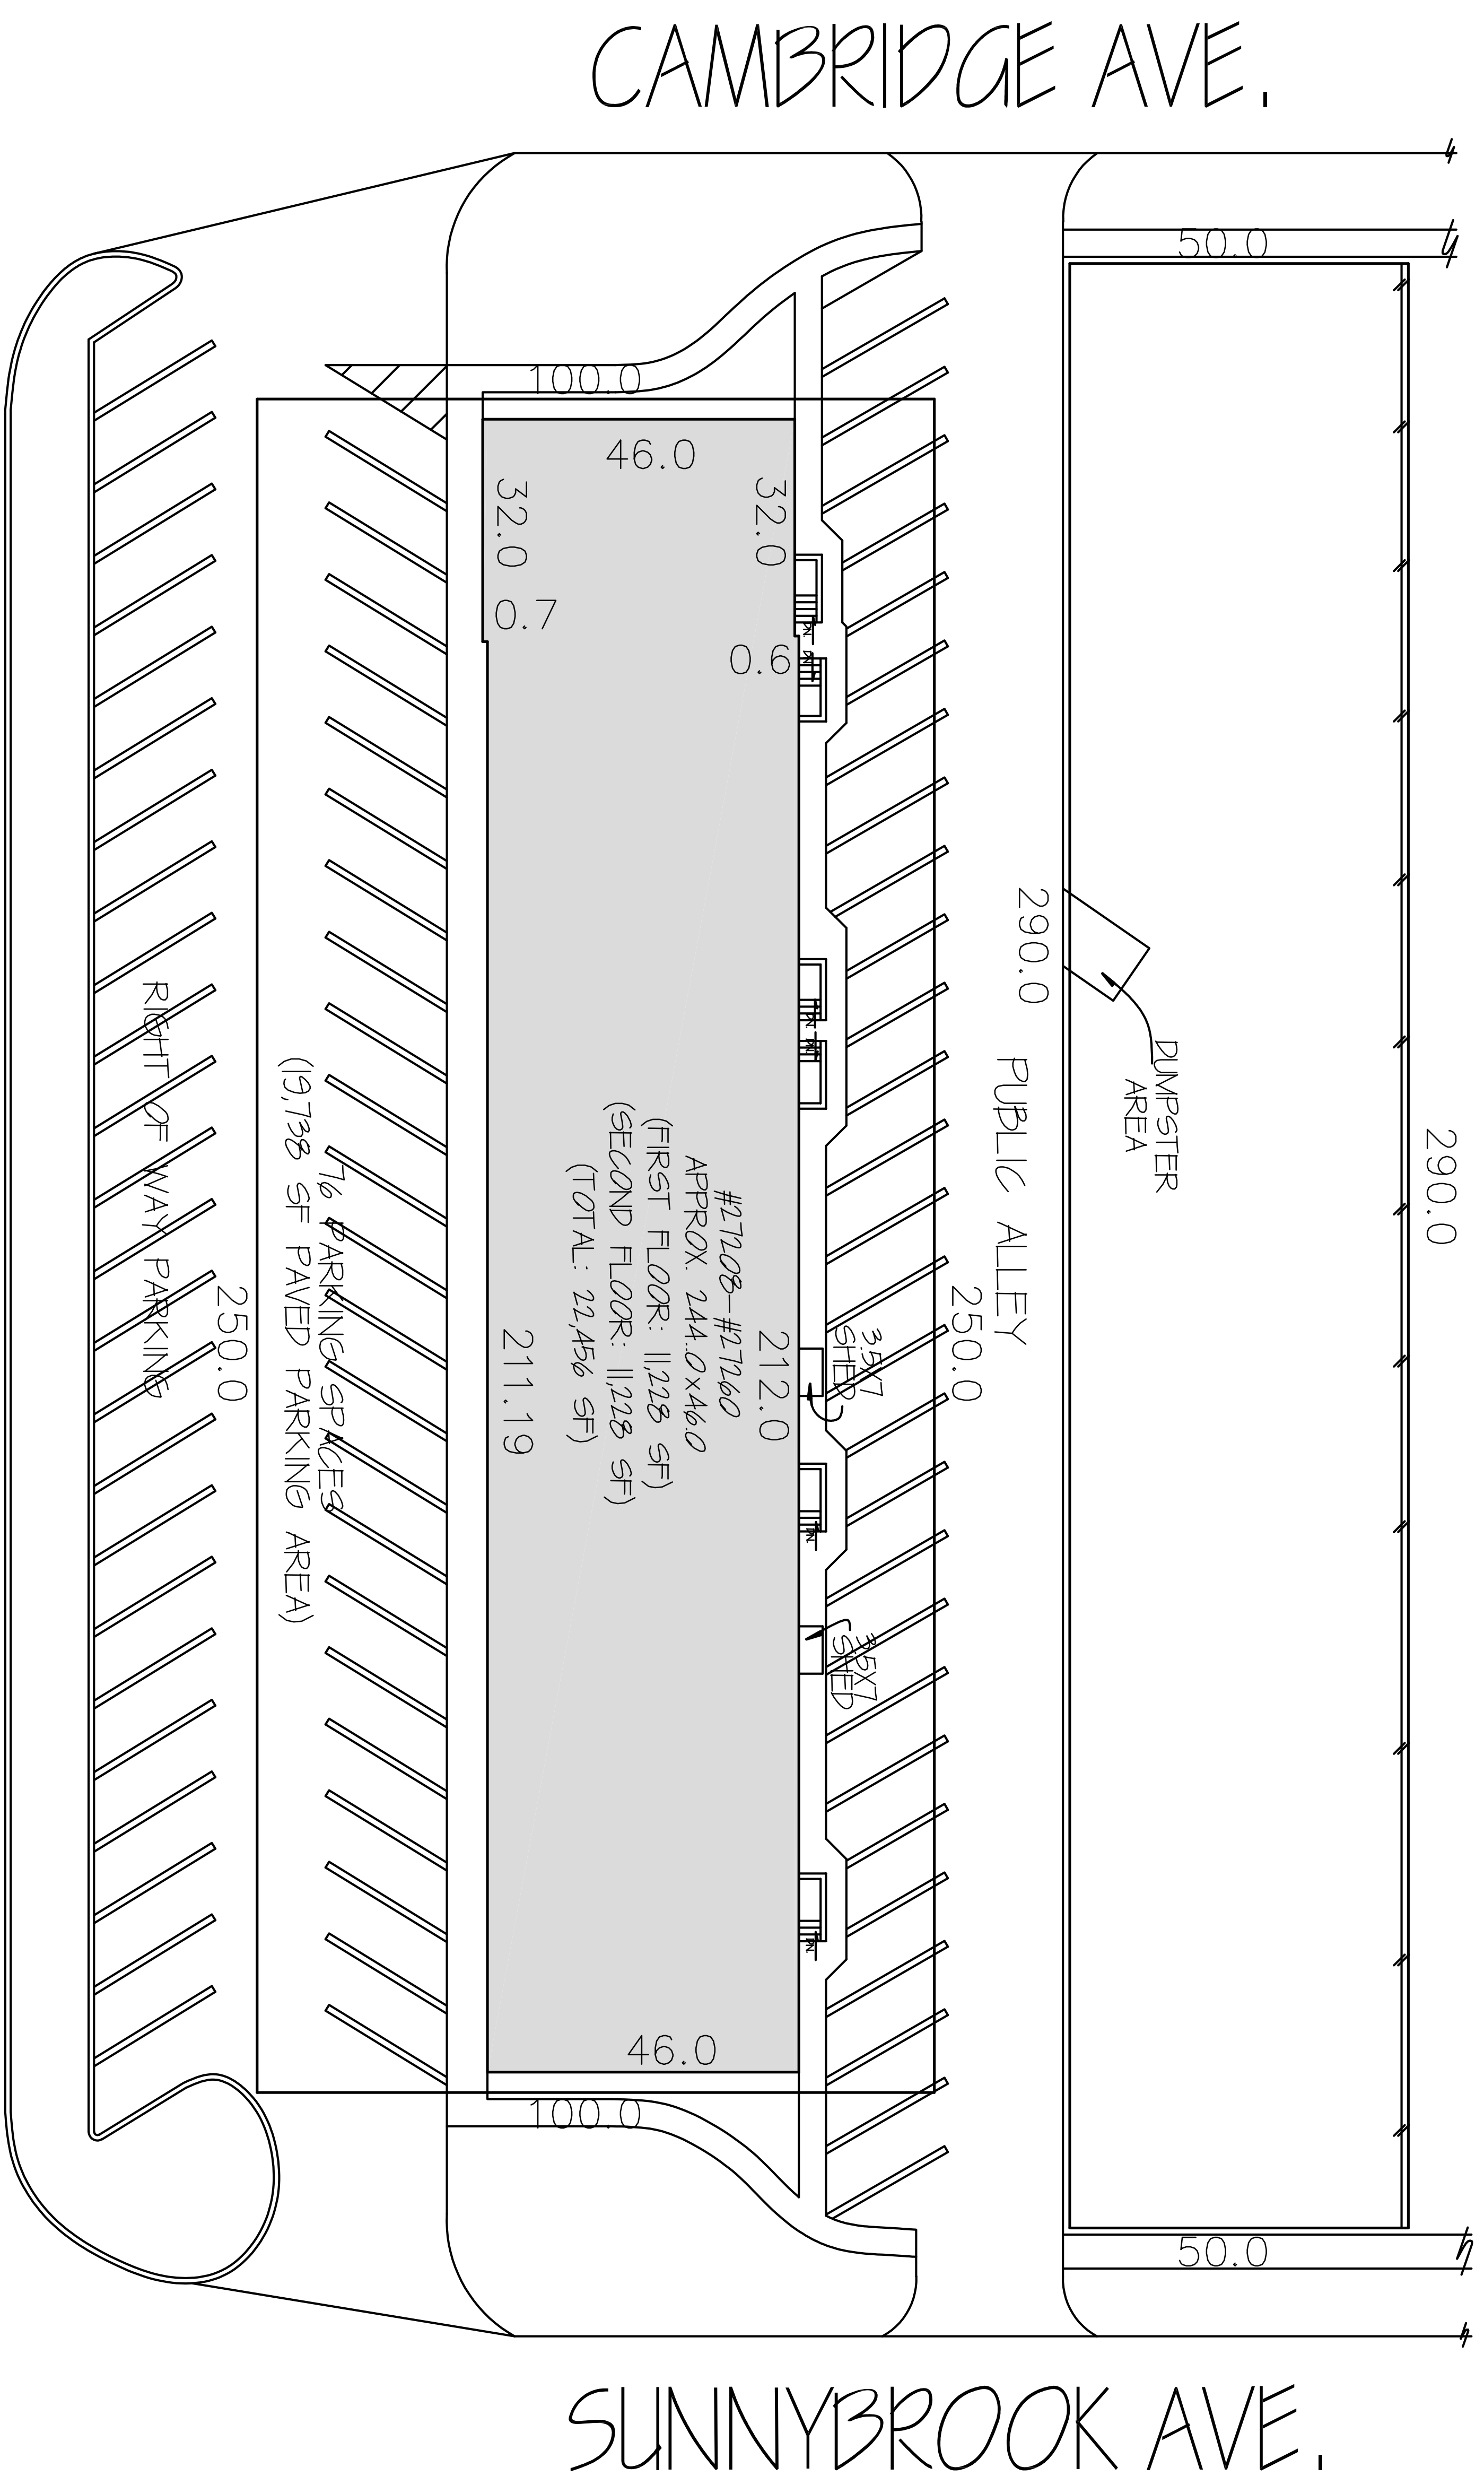 CAMBRIDGE AVE.
50.0
100.0
46.0
32.0
32.0
0.7
0.6
N
N
290.0
DUMPSTER
AREA
PUBLIC ALLEY
290.0
RIGHT OF WAY PARKING
76 PARKING SPACES
(19,738 SF PAVED PARKING AREA)
250.0
#27208-#27260
APPROX. 244.0x46.0
(FIRST FLOOR: 11,228 SF)
(SECOND FLOOR: 11,228 SF)
(TOTAL: 22,456 SF)
211.19
212.0
3.5X7
SHED
250.0
3.5X7
SHED
46.0
100.0
50.0
SUNNYBROOK AVE.